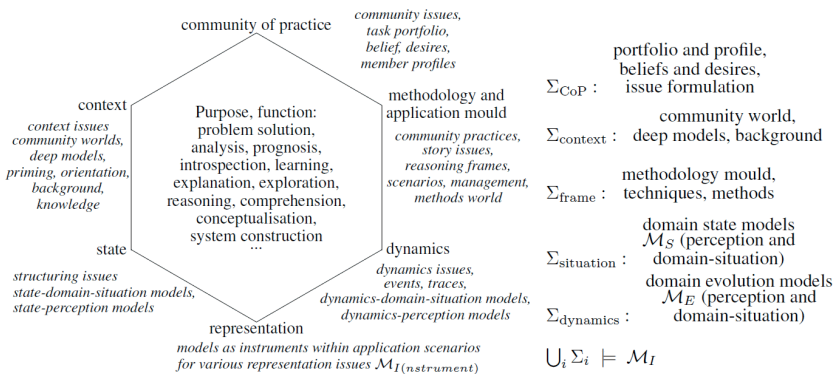 community of practice
community issues,
task portfolio,
belief, desires,
member profiles
context
context issues
community worlds,
deep models,
priming, orientation,
background,
knowledge
Purpose, function:
problem solution,
analysis, prognosis,
introspection, learning,
explanation, exploration,
reasoning, comprehension,
conceptualisation,
system construction
...
methodology and
application mould
community practices,
story issues,
reasoning frames,
scenarios, management,
methods world
state
structuring issues
state-domain-situation models,
state-perception models
dynamics
dynamics issues,
events, traces,
dynamics-domain-situation models,
dynamics-perception models
representation
models as instruments within application scenarios
for various representation issues M_I(nstrument)
portfolio and profile,
Σ_CoP : beliefs and desires,
issue formulation
community world,
Σ_context : deep models, background
methodology mould,
Σ_frame : techniques, methods
domain state models
M_S (perception and
Σ_situation : domain-situation)
domain evolution models
M_E (perception and
Σ_dynamics : domain-situation)
⋃_i Σ_i ⊨ M_I